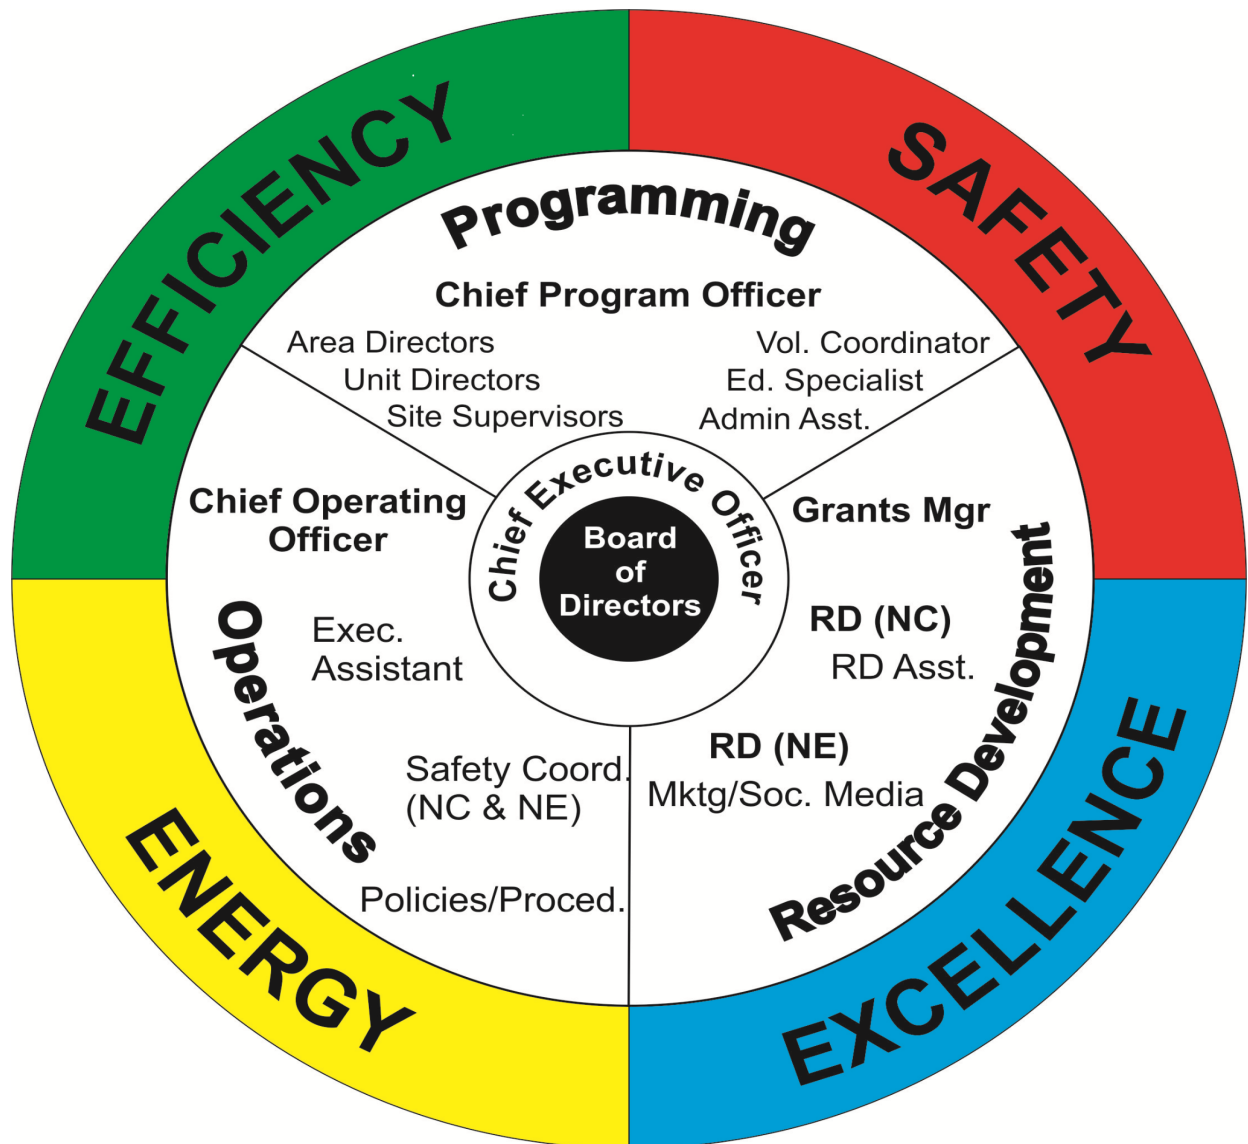 EFFICIENCY
SAFETY
Programming
Chief Program Officer
Area Directors
Unit Directors
Site Supervisors
Vol. Coordinator
Ed. Specialist
Admin Asst.
Chief Executive Officer
Board
of
Directors
Chief Operating
Officer
Operations
Exec.
Assistant
Safety Coord.
(NC & NE)
Policies/Proced.
Grants Mgr
RD (NC)
RD Asst.
RD (NE)
Mktg/Soc. Media
Resource Development
ENERGY
EXCELLENCE